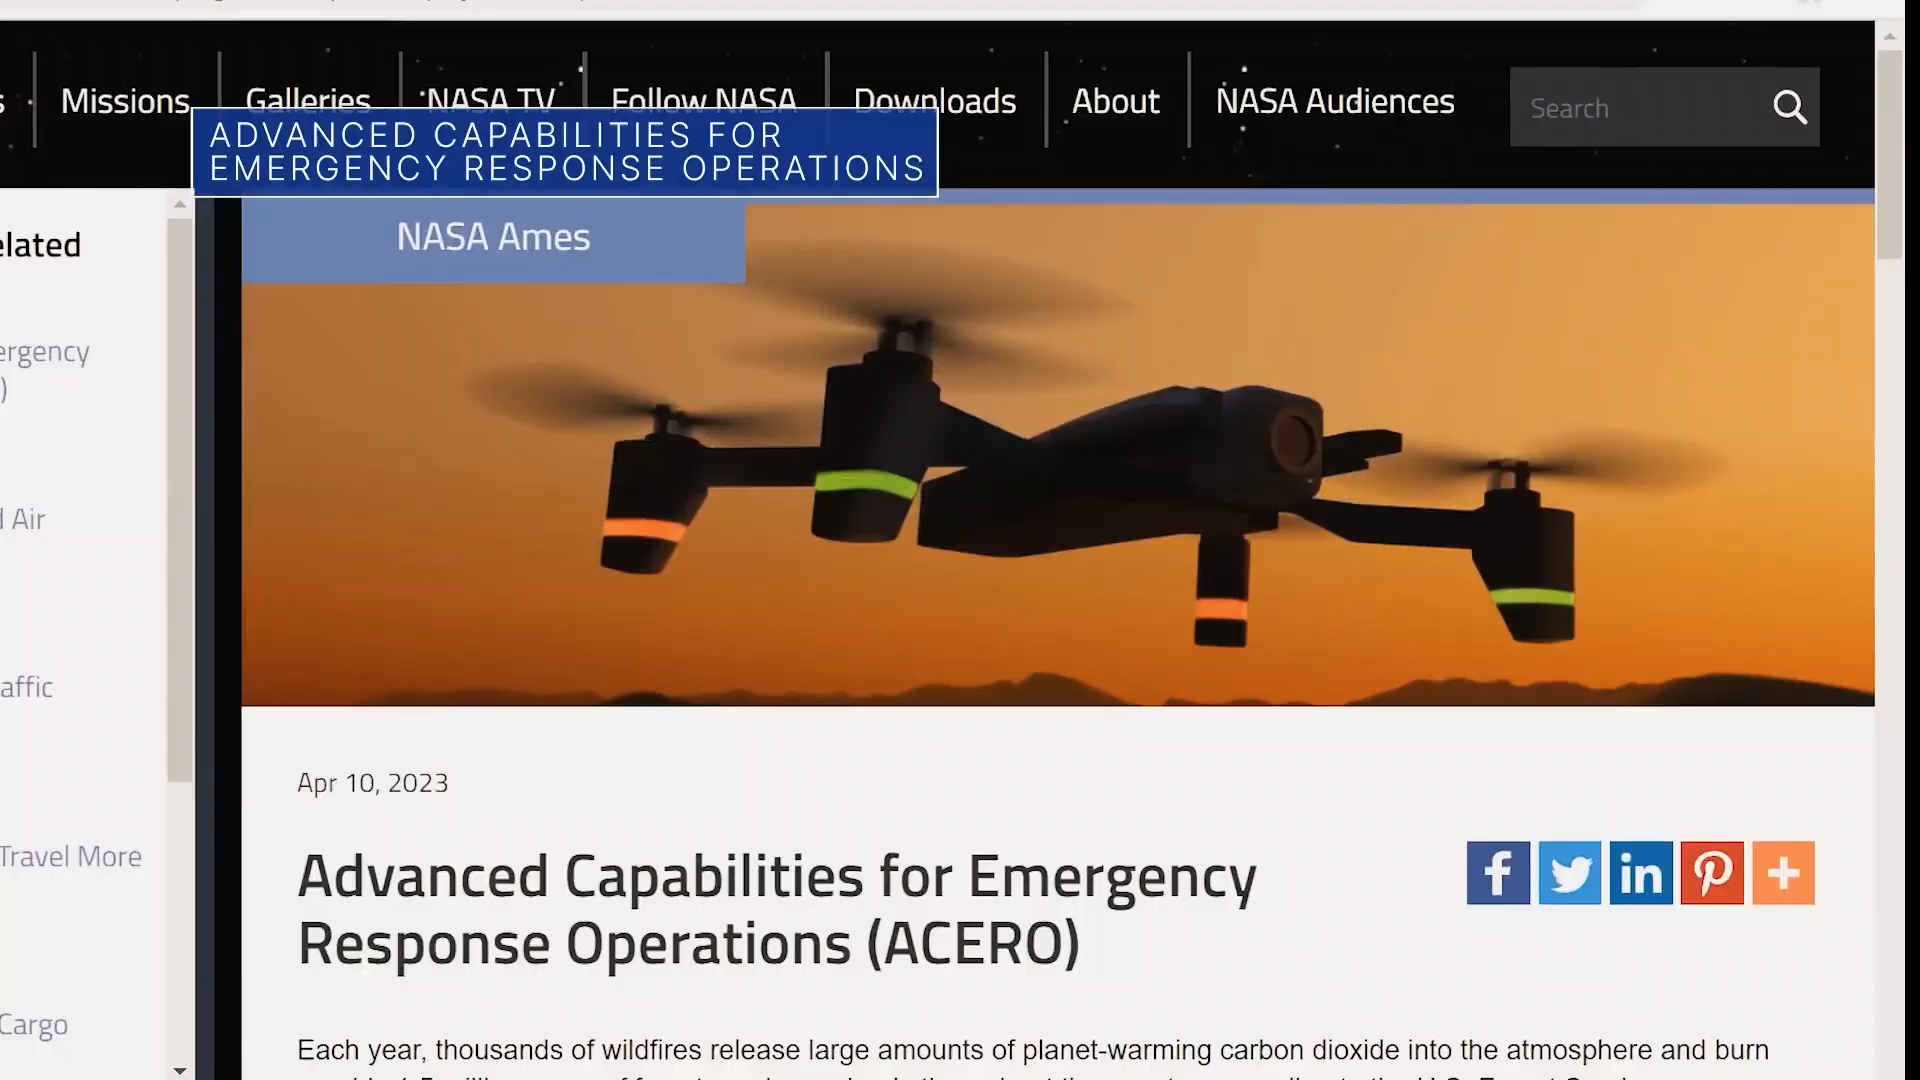 Missions
Galleries
NASA TV
Follow NASA
Downloads
About
NASA Audiences
Search
ADVANCED CAPABILITIES FOR
EMERGENCY RESPONSE OPERATIONS
NASA Ames
elated
ergency
)
d Air
affic
Travel More
Cargo
Apr 10, 2023
Advanced Capabilities for Emergency
Response Operations (ACERO)
Each year, thousands of wildfires release large amounts of planet-warming carbon dioxide into the atmosphere and burn